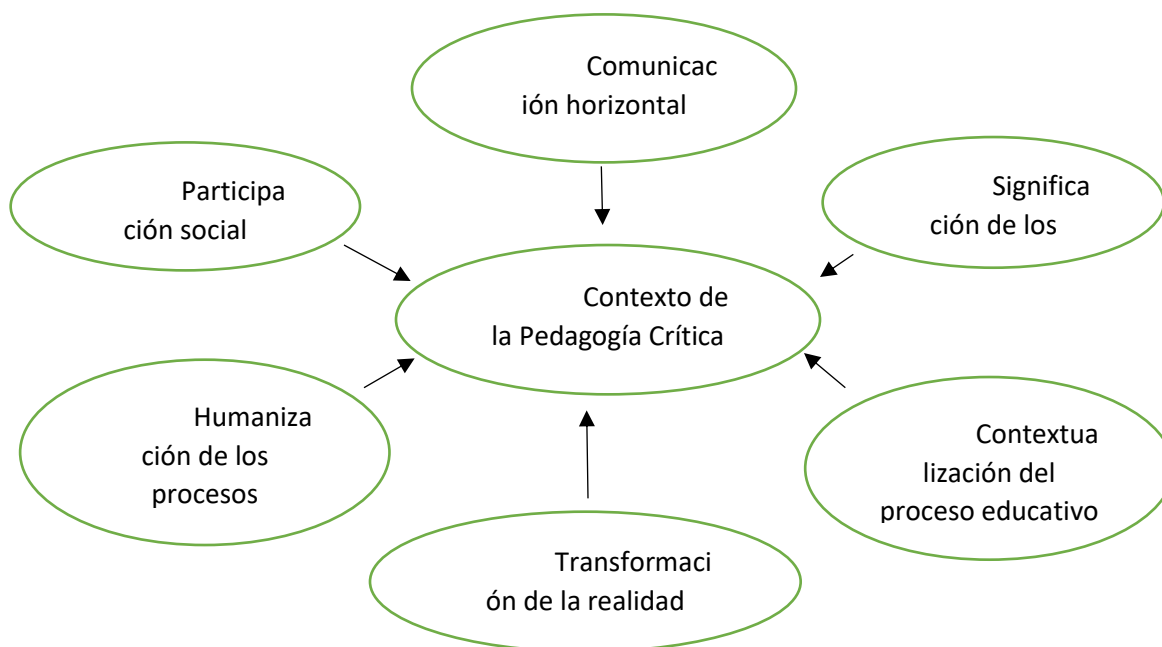 Comunicac
ión horizontal
Participa
ción social
Significa
ción de los
Contexto de
la Pedagogía Crítica
Humaniza
ción de los
procesos
Contextua
lización del
proceso educativo
Transformaci
ón de la realidad